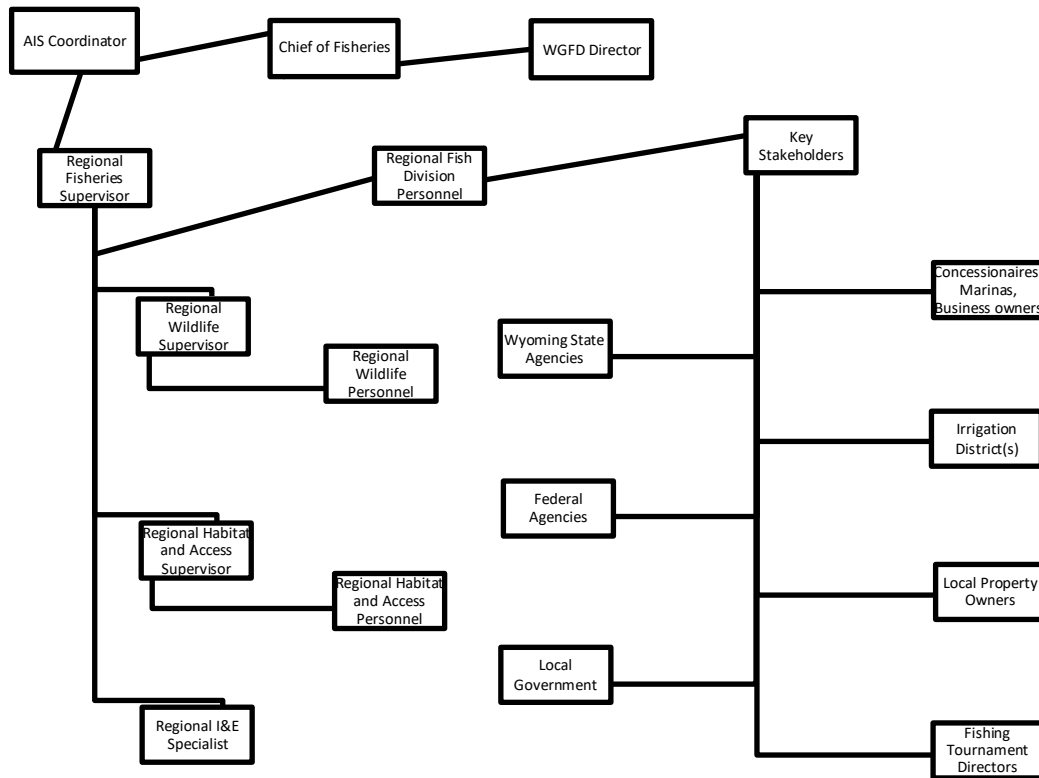 AIS Coordinator
Chief of Fisheries
WGFD Director
Regional
Fisheries
Supervisor
Regional Fish
Division
Personnel
Key
Stakeholders
Concessionaires,
Marinas,
Business owners
Regional
Wildlife
Supervisor
Wyoming State
Agencies
Regional
Wildlife
Personnel
Irrigation
District(s)
Federal
Agencies
Regional Habitat
and Access
Supervisor
Regional Habitat
and Access
Personnel
Local Property
Owners
Local
Government
Regional I&E
Specialist
Fishing
Tournament
Directors